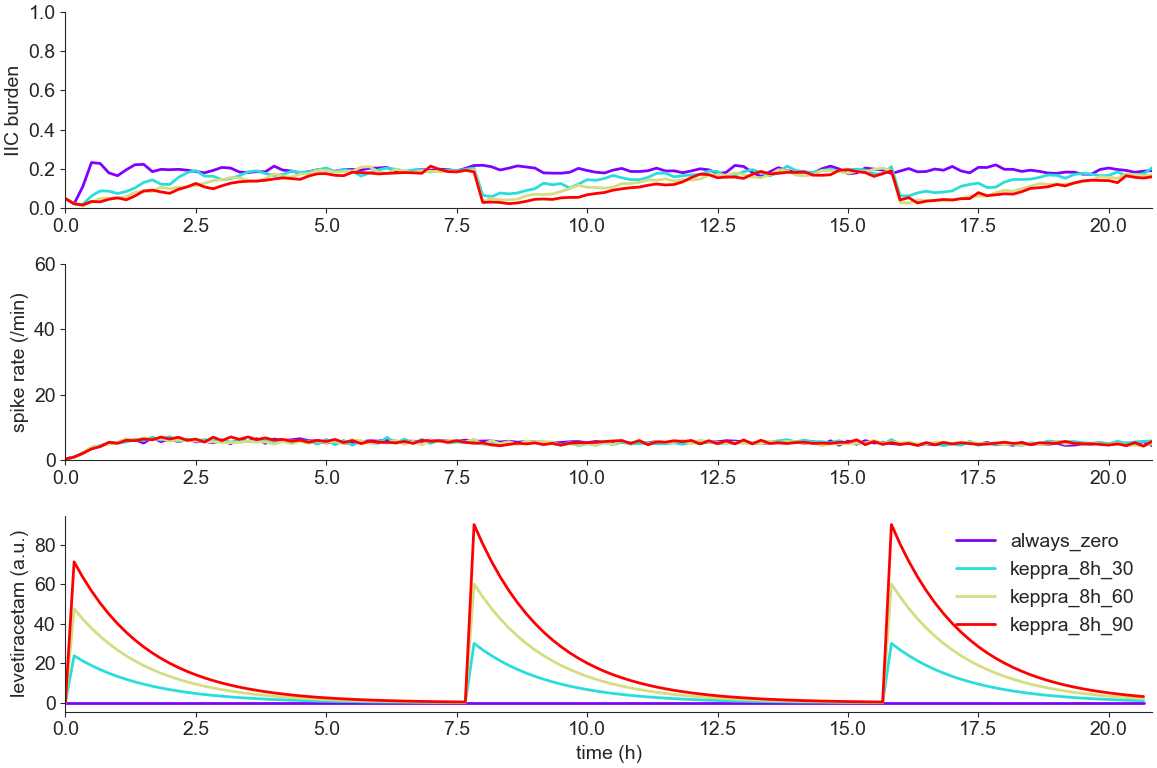 1.0
0.8
0.6
0.4
0.2
0.0
IIC burden
0.0 2.5 5.0 7.5 10.0 12.5 15.0 17.5 20.0
60
40
20
0
spike rate (/min)
0.0 2.5 5.0 7.5 10.0 12.5 15.0 17.5 20.0
80
60
40
20
0
levetiracetam (a.u.)
always_zero
keppra_8h_30
keppra_8h_60
keppra_8h_90
0.0 2.5 5.0 7.5 10.0 12.5 15.0 17.5 20.0
time (h)